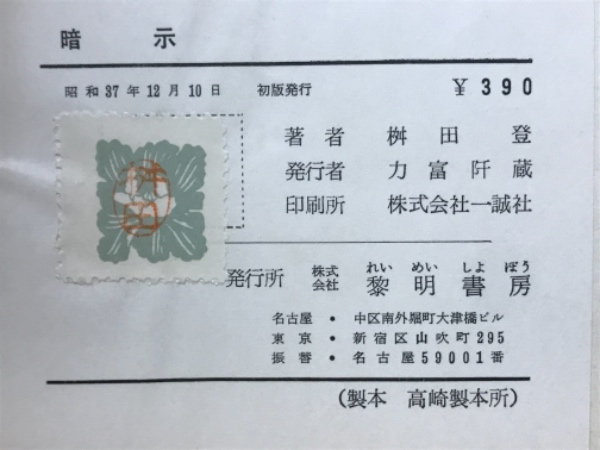 暗示
昭和37年12月10日 初版発行 ¥390
著者 桝田登
発行者 力富阡蔵
印刷所 株式会社一誠社
桝田
発行所 株式会社 黎明書房
れい めい しよ ぼう
名古屋・中区南外堀町大津橋ビル
東京・新宿区山吹町295
振替・名古屋59001番
(製本 高崎製本所)